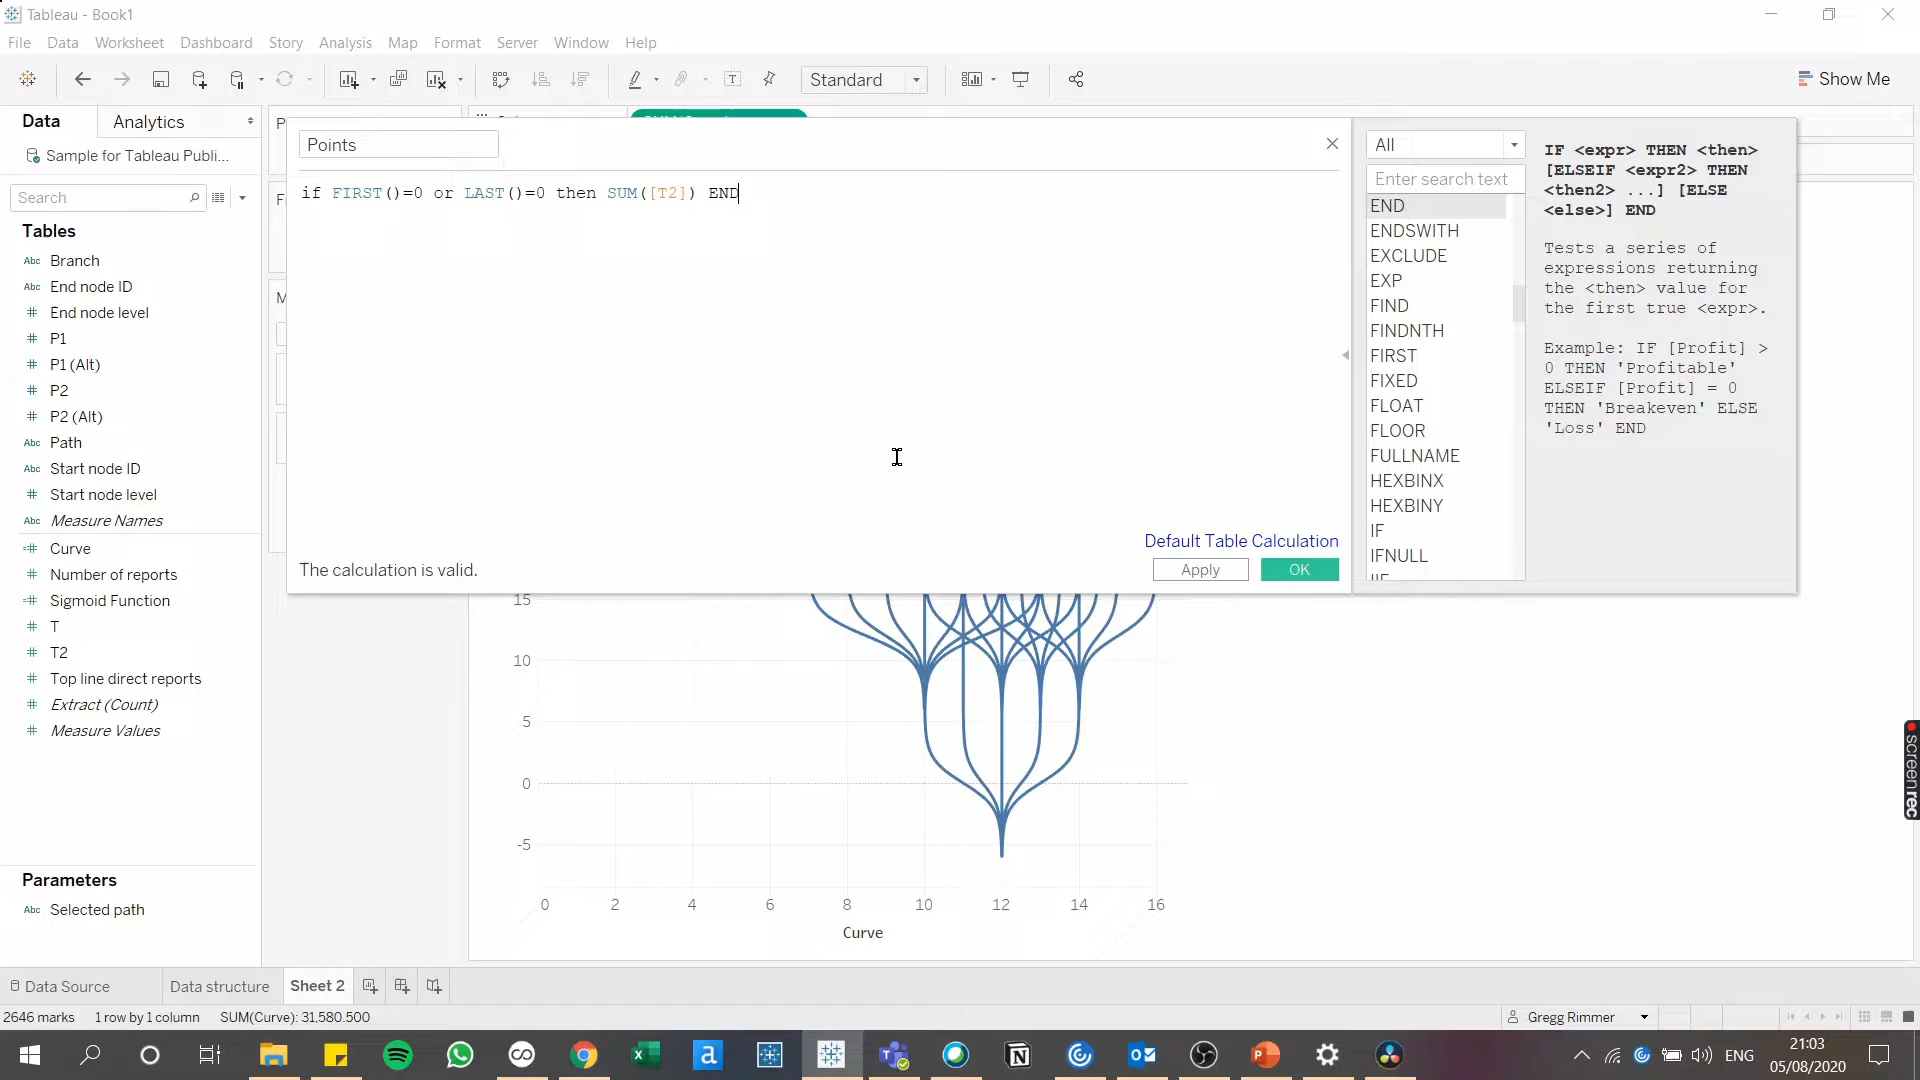 Tableau - Book1
File Data Worksheet Dashboard Story Analysis Map Format Server Window Help
Standard
Show Me
Data
Analytics
Sample for Tableau Publi...
Search
Tables
Abc Branch
Abc End node ID
# End node level
# P1
# P1 (Alt)
# P2
# P2 (Alt)
Abc Path
Abc Start node ID
# Start node level
Abc Measure Names
=# Curve
# Number of reports
=# Sigmoid Function
# T
# T2
# Top line direct reports
# Extract (Count)
# Measure Values
Parameters
Abc Selected path
Points
if FIRST()=0 or LAST()=0 then SUM([T2]) END
Default Table Calculation
The calculation is valid.
Apply
OK
All
Enter search text
END
ENDSWITH
EXCLUDE
EXP
FIND
FINDNTH
FIRST
FIXED
FLOAT
FLOOR
FULLNAME
HEXBINX
HEXBINY
IF
IFNULL
IIF
IF <expr> THEN <then>
[ELSEIF <expr2> THEN
<then2> ...] [ELSE
<else>] END
Tests a series of
expressions returning
the <then> value for
the first true <expr>.
Example: IF [Profit] >
0 THEN 'Profitable'
ELSEIF [Profit] = 0
THEN 'Breakeven' ELSE
'Loss' END
15
10
5
0
-5
0 2 4 6 8 10 12 14 16
Curve
screenrec
Data Source
Data structure
Sheet 2
2646 marks
1 row by 1 column
SUM(Curve): 31,580.500
Gregg Rimmer
ENG
21:03
05/08/2020